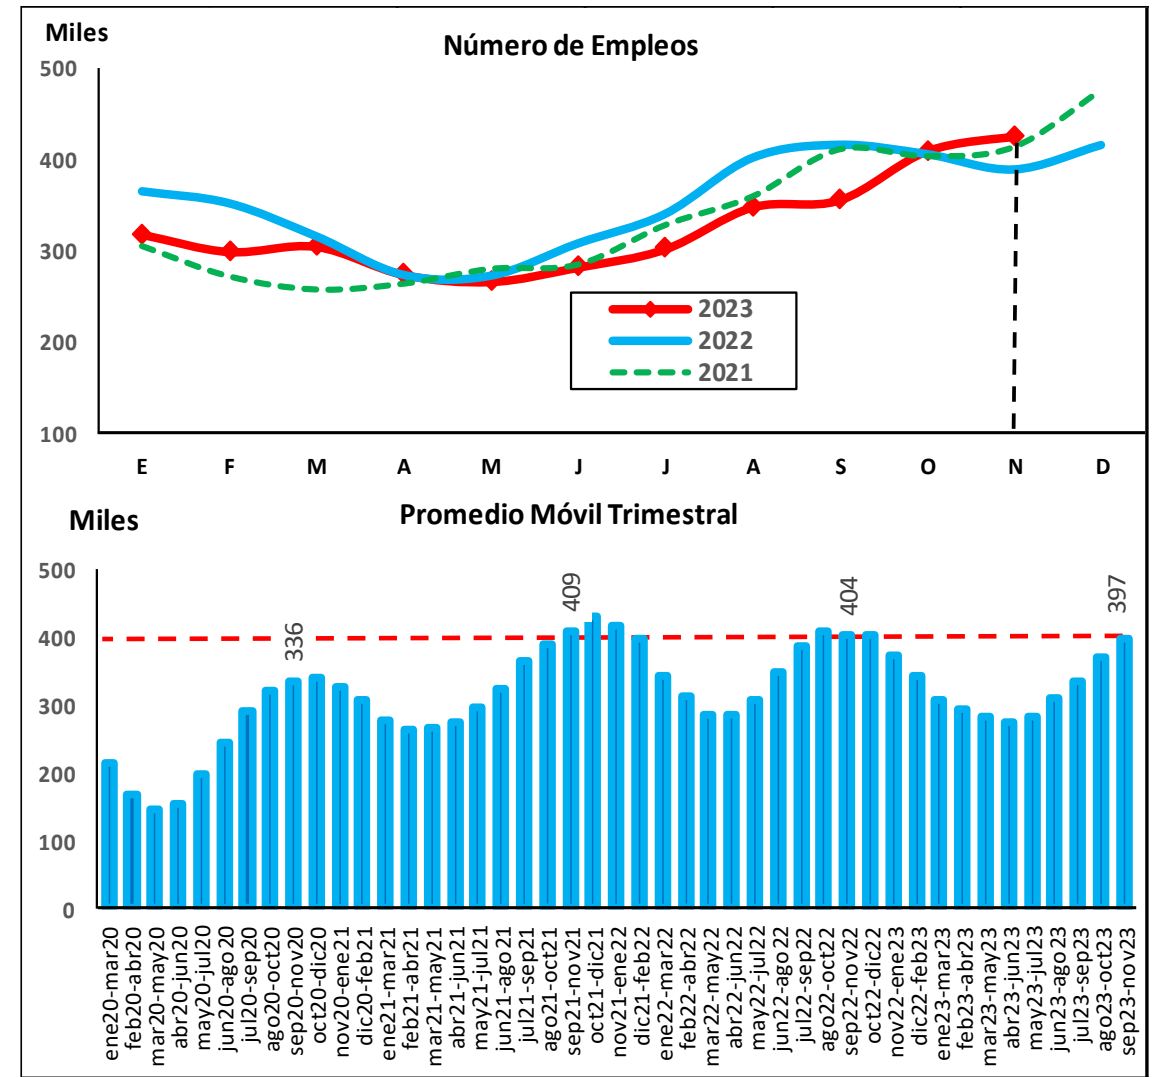 Miles
Número de Empleos
500
400
300
200
100
2023
2022
2021
E F M A M J J A S O N D
Miles
Promedio Móvil Trimestral
500
400
300
200
100
0
336
409
404
397
ene20-mar20
feb20-abr20
mar20-may20
abr20-jun20
may20-jul20
jun20-ago20
jul20-sep20
ago20-oct20
sep20-nov20
oct20-dic20
nov20-ene21
dic20-feb21
ene21-mar21
feb21-abr21
mar21-may21
abr21-jun21
may21-jul21
jun21-ago21
jul21-sep21
ago21-oct21
sep21-nov21
oct21-dic21
nov21-ene22
dic21-feb22
ene22-mar22
feb22-abr22
mar22-may22
abr22-jun22
may22-jul22
jun22-ago22
jul22-sep22
ago22-oct22
sep22-nov22
oct22-dic22
nov22-ene23
dic22-feb23
ene23-mar23
feb23-abr23
mar23-may23
abr23-jun23
may23-jul23
jun23-ago23
jul23-sep23
ago23-oct23
sep23-nov23